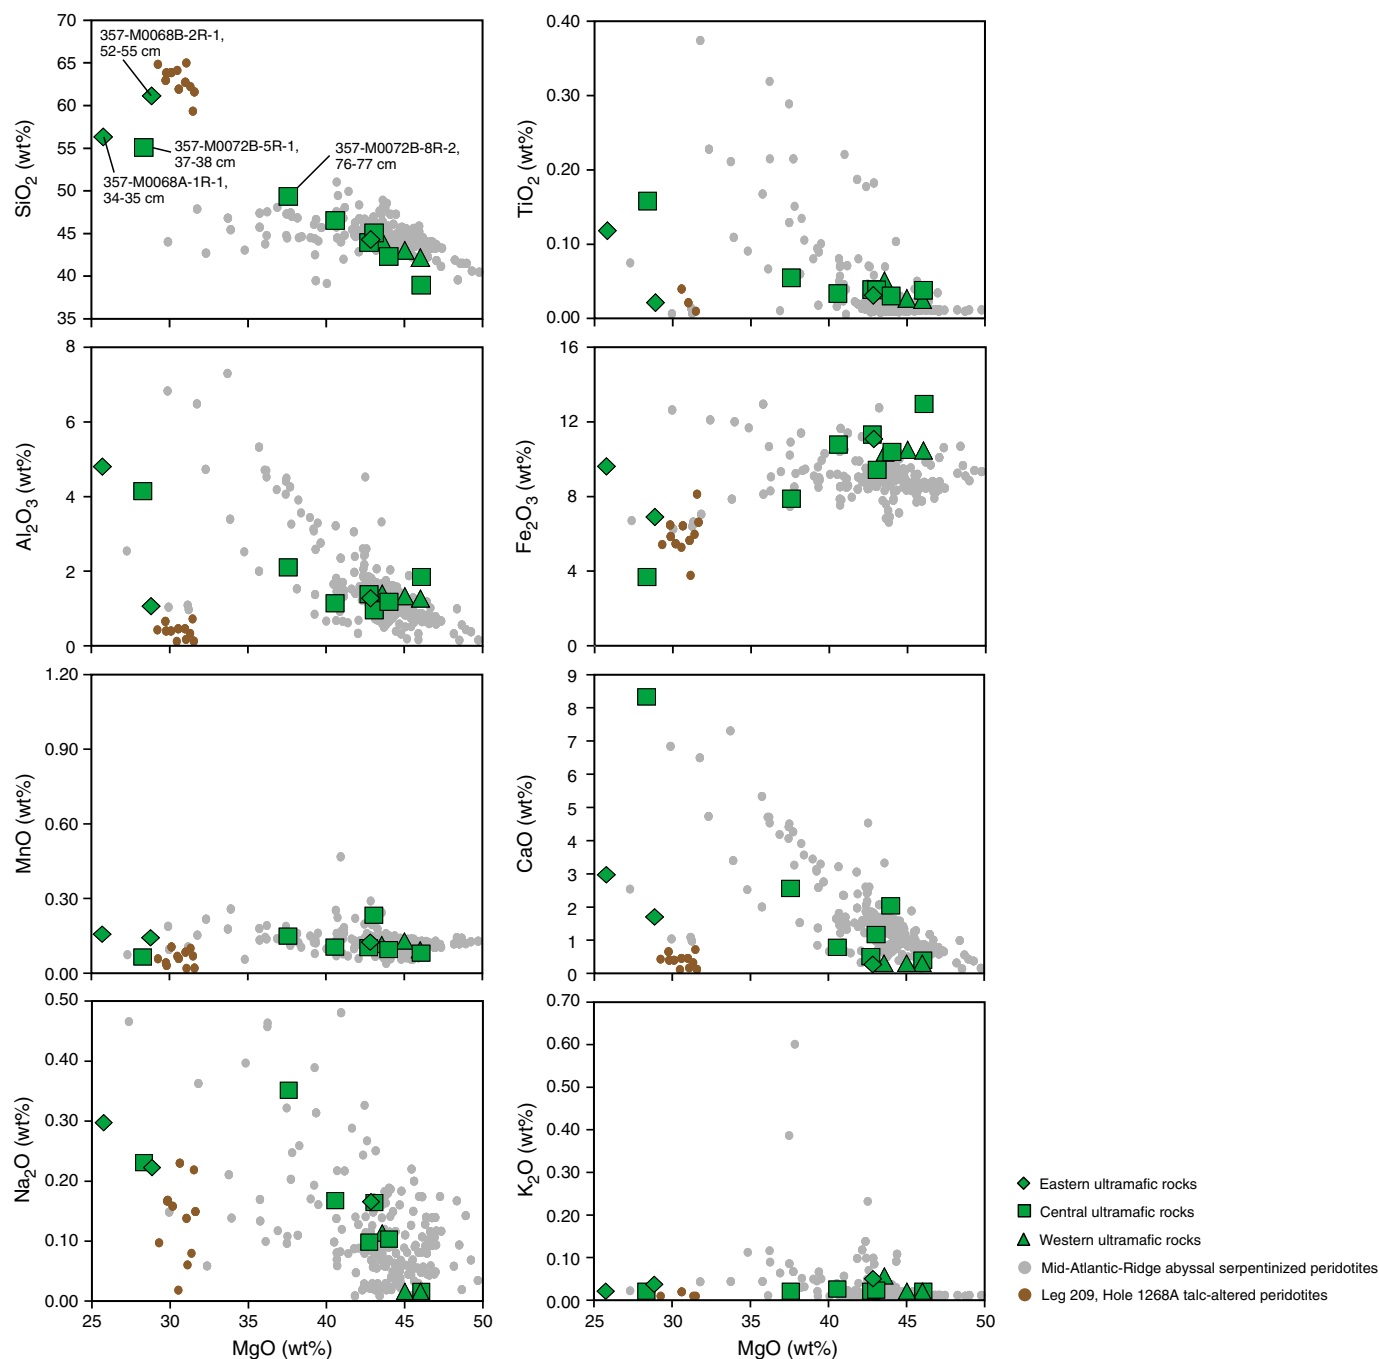 70
65
60
55
50
45
40
35
SiO2 (wt%)
357-M0068B-2R-1,
52-55 cm
357-M0072B-5R-1,
37-38 cm
357-M0068A-1R-1,
34-35 cm
357-M0072B-8R-2,
76-77 cm
0.40
0.30
0.20
0.10
0.00
TiO2 (wt%)
8
6
4
2
0
Al2O3 (wt%)
16
12
8
4
0
Fe2O3 (wt%)
1.20
0.90
0.60
0.30
0.00
MnO (wt%)
9
8
7
6
5
4
3
2
1
0
CaO (wt%)
0.50
0.40
0.30
0.20
0.10
0.00
Na2O (wt%)
25 30 35 40 45 50
MgO (wt%)
0.70
0.60
0.50
0.40
0.30
0.20
0.10
0.00
K2O (wt%)
25 30 35 40 45 50
MgO (wt%)
Eastern ultramafic rocks
Central ultramafic rocks
Western ultramafic rocks
Mid-Atlantic-Ridge abyssal serpentinized peridotites
Leg 209, Hole 1268A talc-altered peridotites